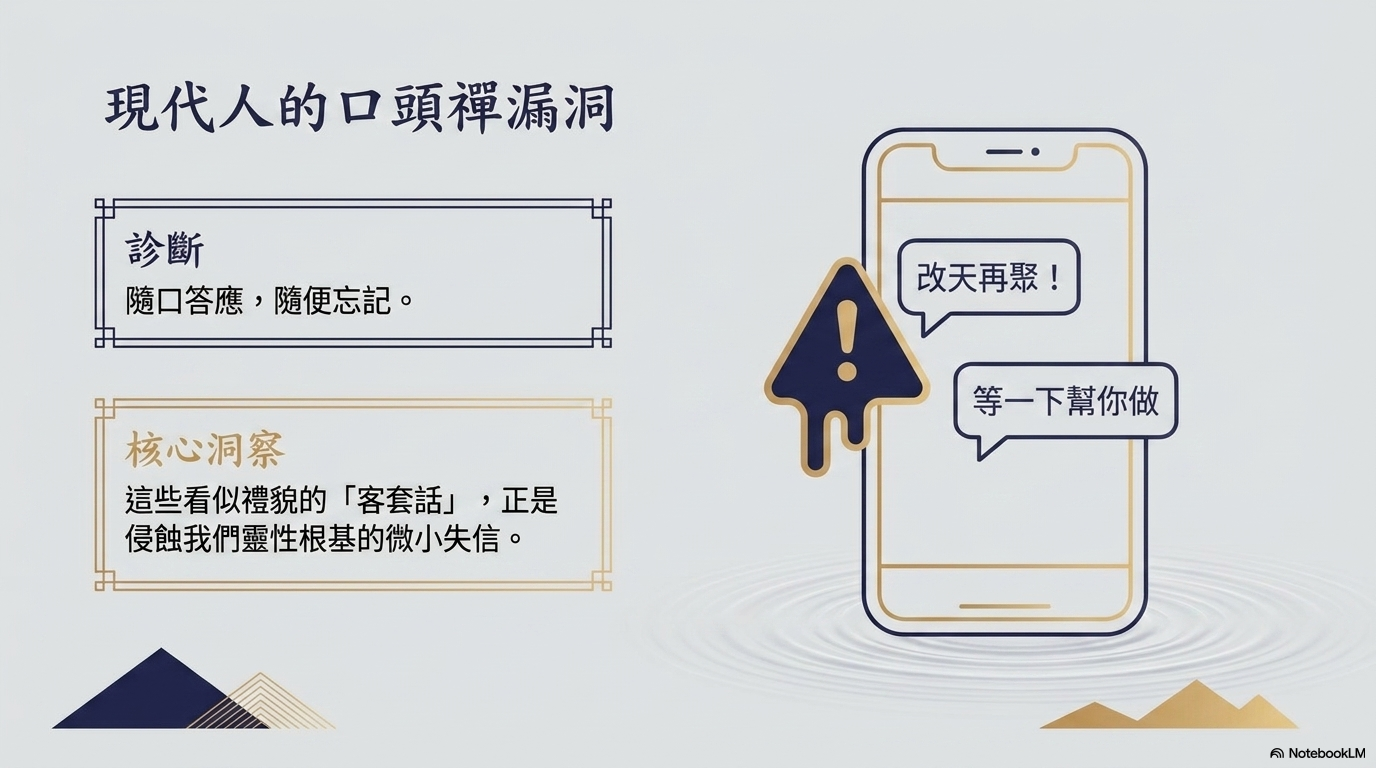 現代人的口頭禪漏洞
診斷
隨口答應，隨便忘記。
核心洞察
這些看似禮貌的「客套話」，正是
侵蝕我們靈性根基的微小失信。
改天再聚！
等一下幫你做
NotebookLM